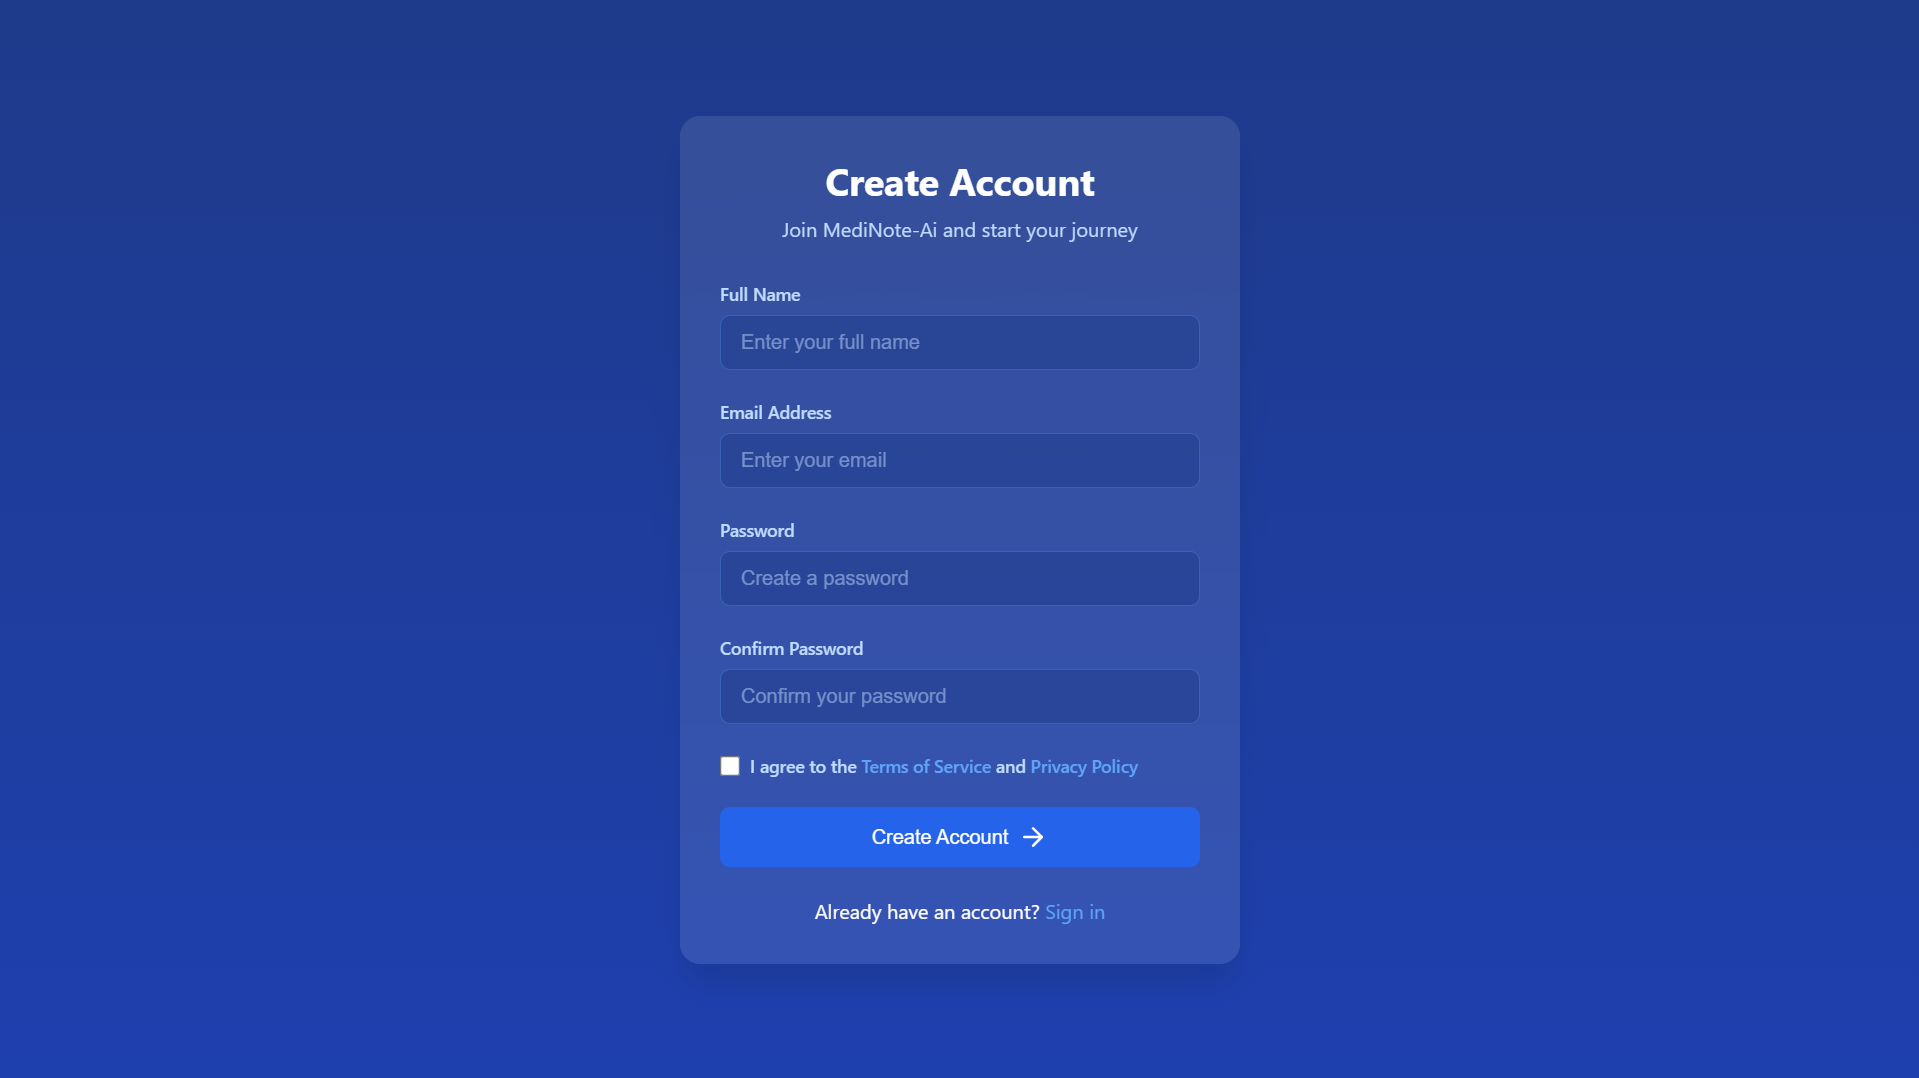 Create Account
Join MediNote-Ai and start your journey
Full Name
Enter your full name
Email Address
Enter your email
Password
Create a password
Confirm Password
Confirm your password
I agree to the Terms of Service and Privacy Policy
Create Account
Already have an account? Sign in